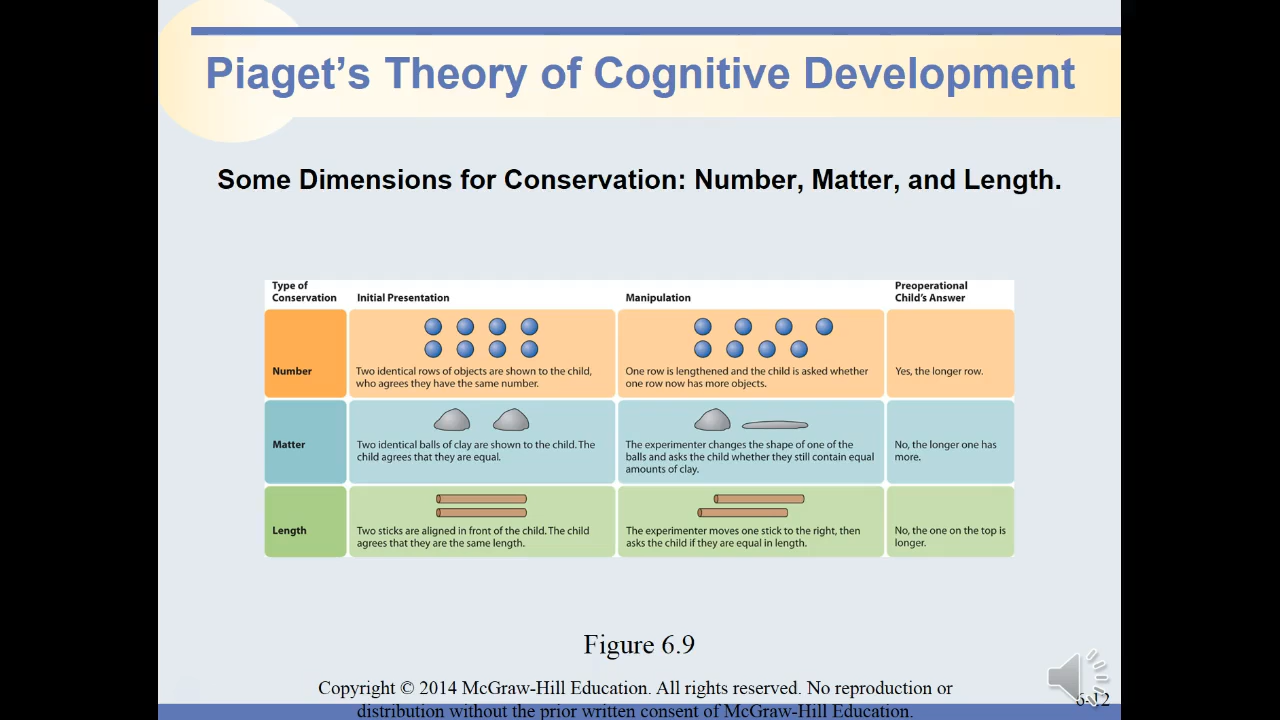 Piaget's Theory of Cognitive Development
Some Dimensions for Conservation: Number, Matter, and Length.
Type of
Conservation
Initial Presentation
Manipulation
Preoperational
Child's Answer
Number
Two identical rows of objects are shown to the child,
who agrees they have the same number.
One row is lengthened and the child is asked whether
one row now has more objects.
Yes, the longer row.
Matter
Two identical balls of clay are shown to the child. The
child agrees that they are equal.
The experimenter changes the shape of one of the
balls and asks the child whether they still contain equal
amounts of clay.
No, the longer one has
more.
Length
Two sticks are aligned in front of the child. The child
agrees that they are the same length.
The experimenter moves one stick to the right, then
asks the child if they are equal in length.
No, the one on the top is
longer.
Figure 6.9
Copyright © 2014 McGraw-Hill Education. All rights reserved. No reproduction or
distribution without the prior written consent of McGraw-Hill Education.
6-12